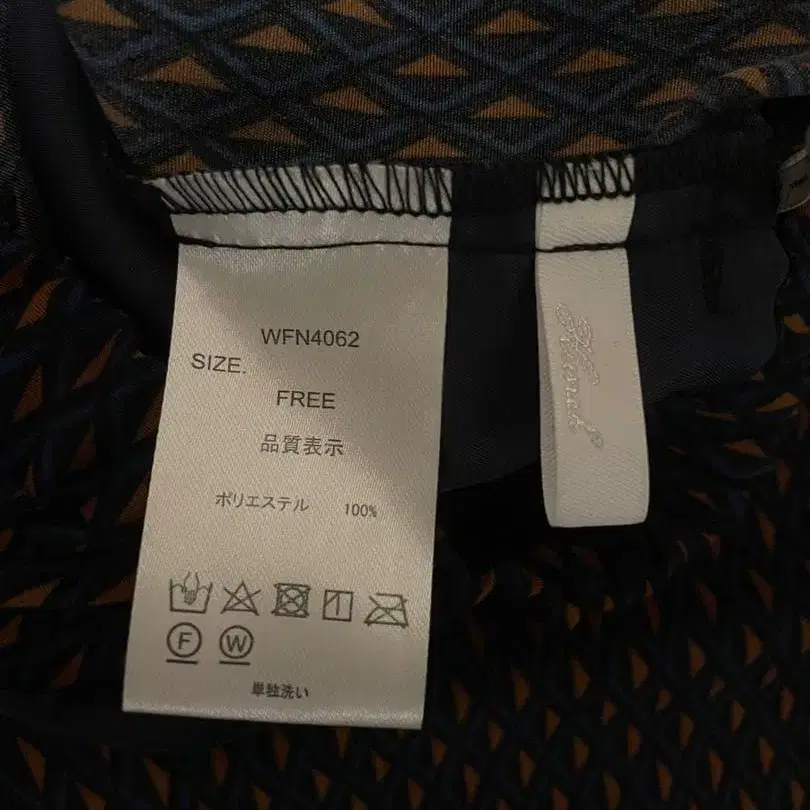 WFN4062
SIZE.
FREE
品質表示
ポリエステル 100%
F W
単独洗い